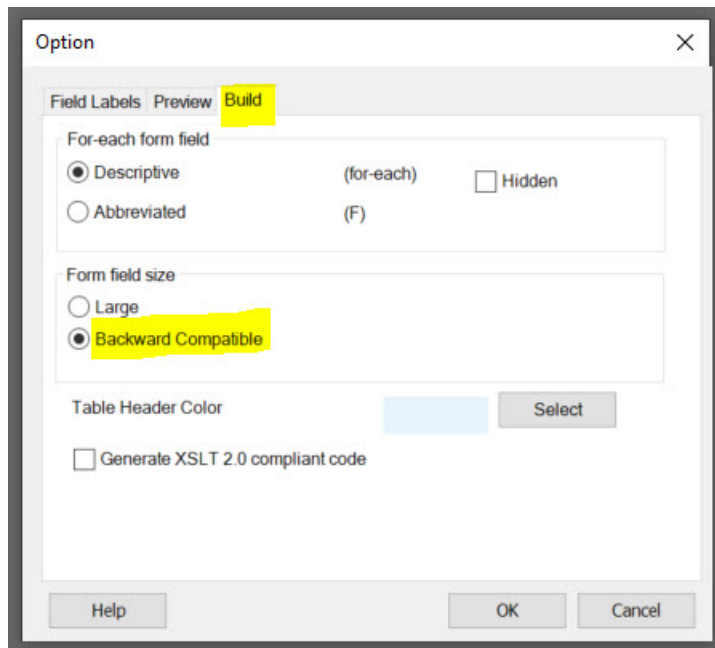 Option
Field Labels Preview Build
For-each form field
Descriptive (for-each) Hidden
Abbreviated (F)
Form field size
Large
Backward Compatible
Table Header Color Select
Generate XSLT 2.0 compliant code
Help OK Cancel